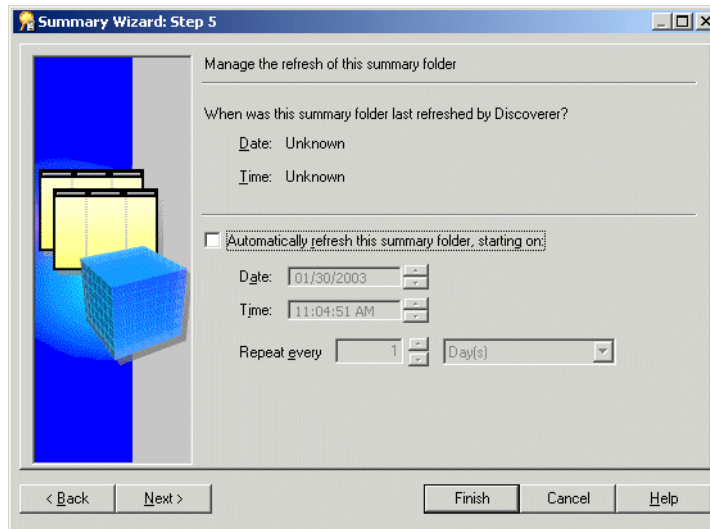 Summary Wizard: Step 5
Manage the refresh of this summary folder
When was this summary folder last refreshed by Discoverer?
Date: Unknown
Time: Unknown
Automatically refresh this summary folder, starting on:
Date: 01/30/2003
Time: 11:04:51 AM
Repeat every 1 Day(s)
< Back Next > Finish Cancel Help